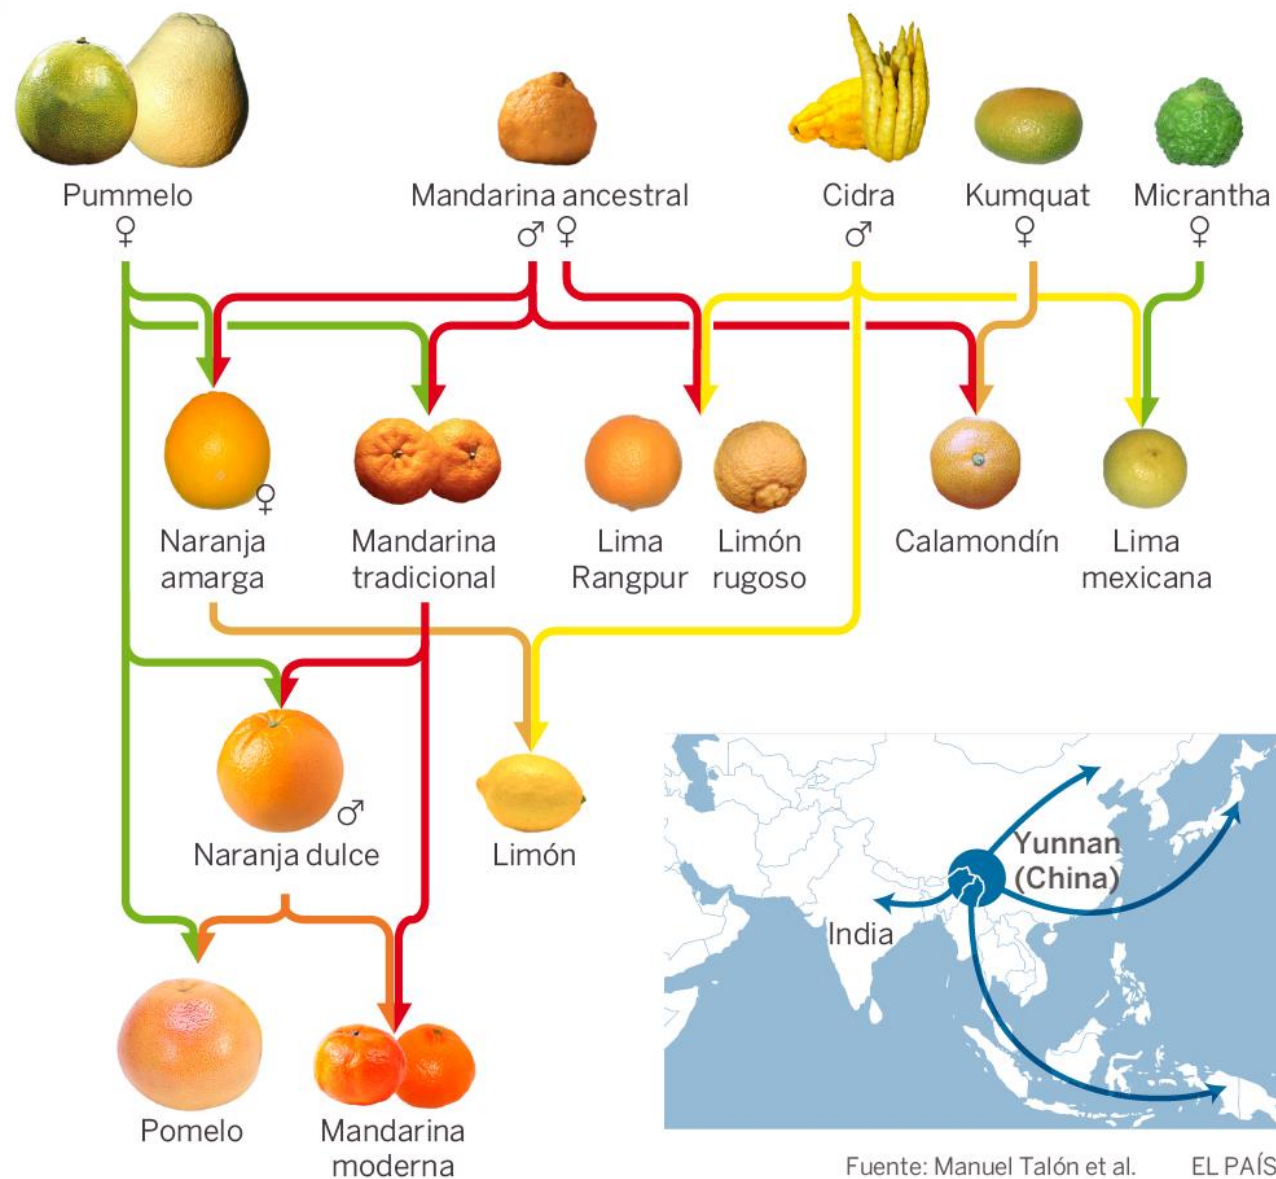 Pummelo
♀
Mandarina ancestral
♂ ♀
Cidra
♂
Kumquat
♀
Micrantha
♀
♀
Naranja
amarga
Mandarina
tradicional
Lima
Rangpur
Limón
rugoso
Calamondín
Lima
mexicana
♂
Naranja dulce
Limón
Pomelo
Mandarina
moderna
Yunnan
(China)
India
Fuente: Manuel Talón et al.
EL PAÍS